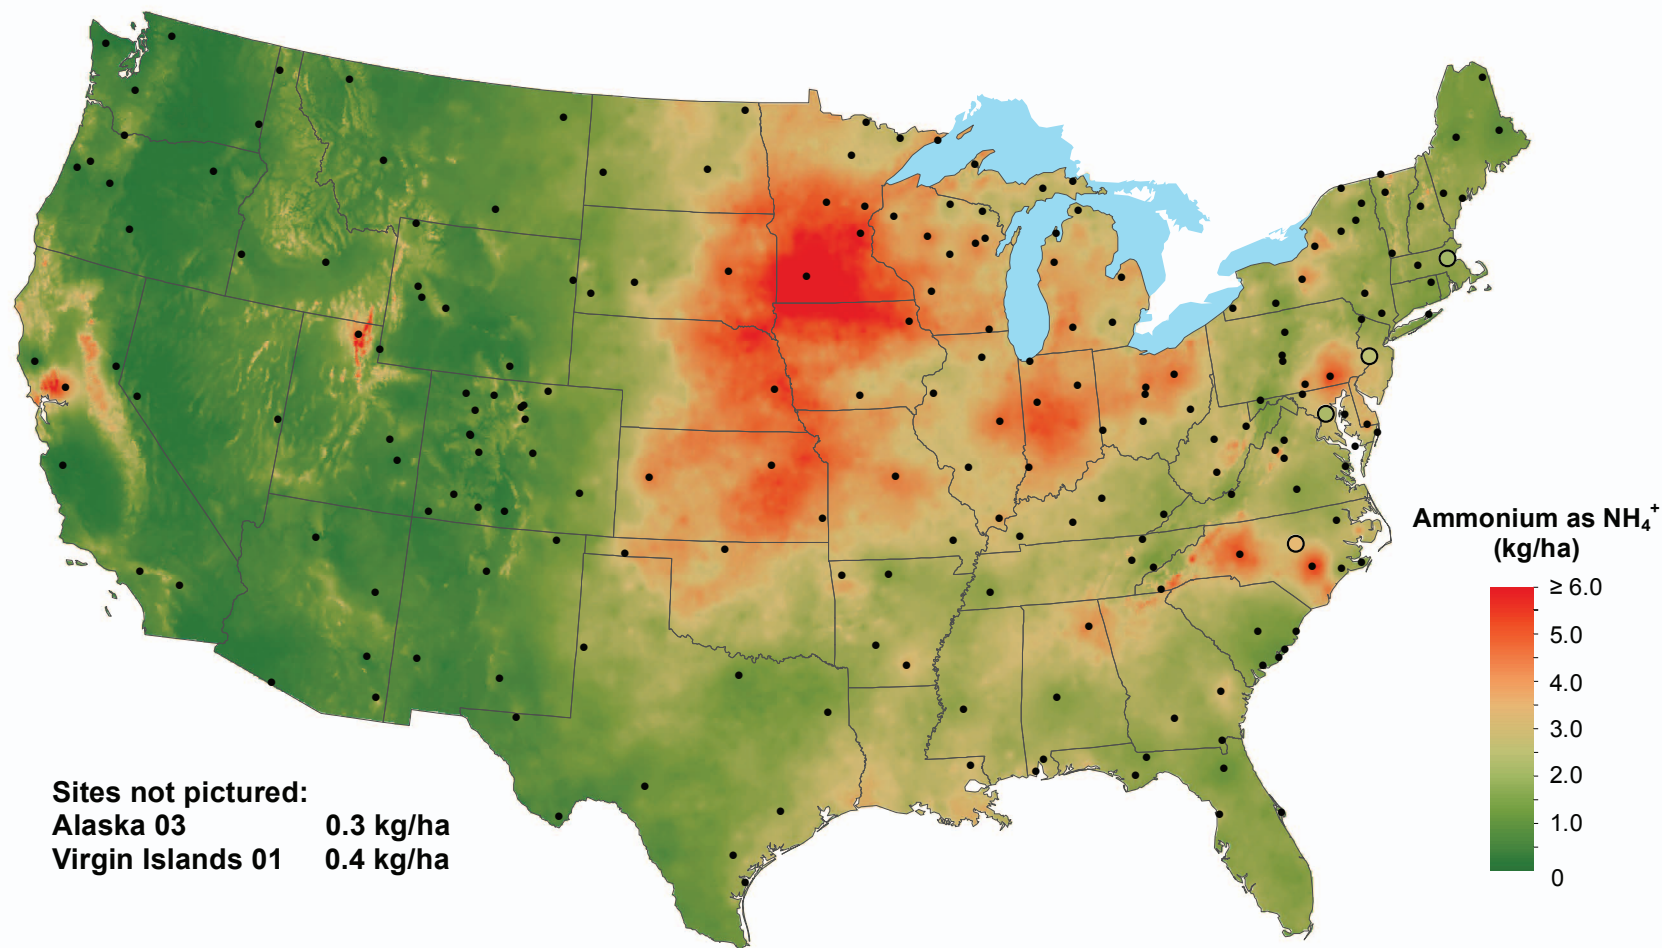 Ammonium as NH₄⁺
(kg/ha)
≥ 6.0
5.0
4.0
3.0
2.0
1.0
0
Sites not pictured:
Alaska 03 0.3 kg/ha
Virgin Islands 01 0.4 kg/ha